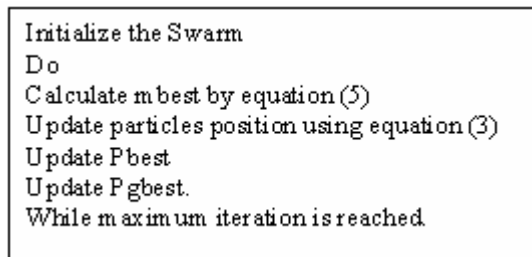 Initialize the Swarm
Do
Calculate mbest by equation (5)
Update particles position using equation (3)
Update Pbest
Update Pgbest.
While maximum iteration is reached.